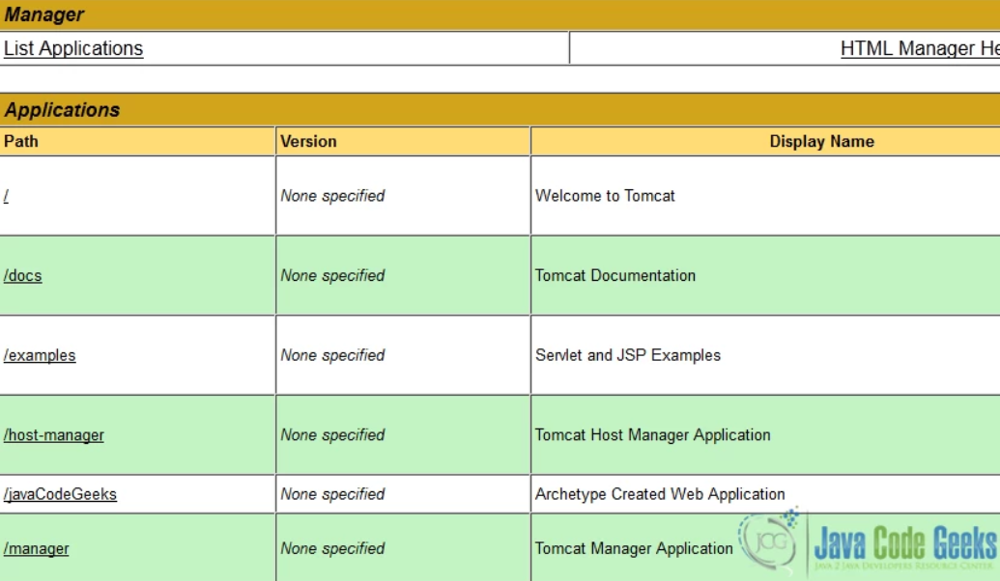 Manager
List Applications HTML Manager He
Applications
Path Version Display Name
/ None specified Welcome to Tomcat
/docs None specified Tomcat Documentation
/examples None specified Servlet and JSP Examples
/host-manager None specified Tomcat Host Manager Application
/javaCodeGeeks None specified Archetype Created Web Application
/manager None specified Tomcat Manager Application
JCG Java Code Geeks
JAVA 2 JAVA DEVELOPERS RESOURCE CENTER